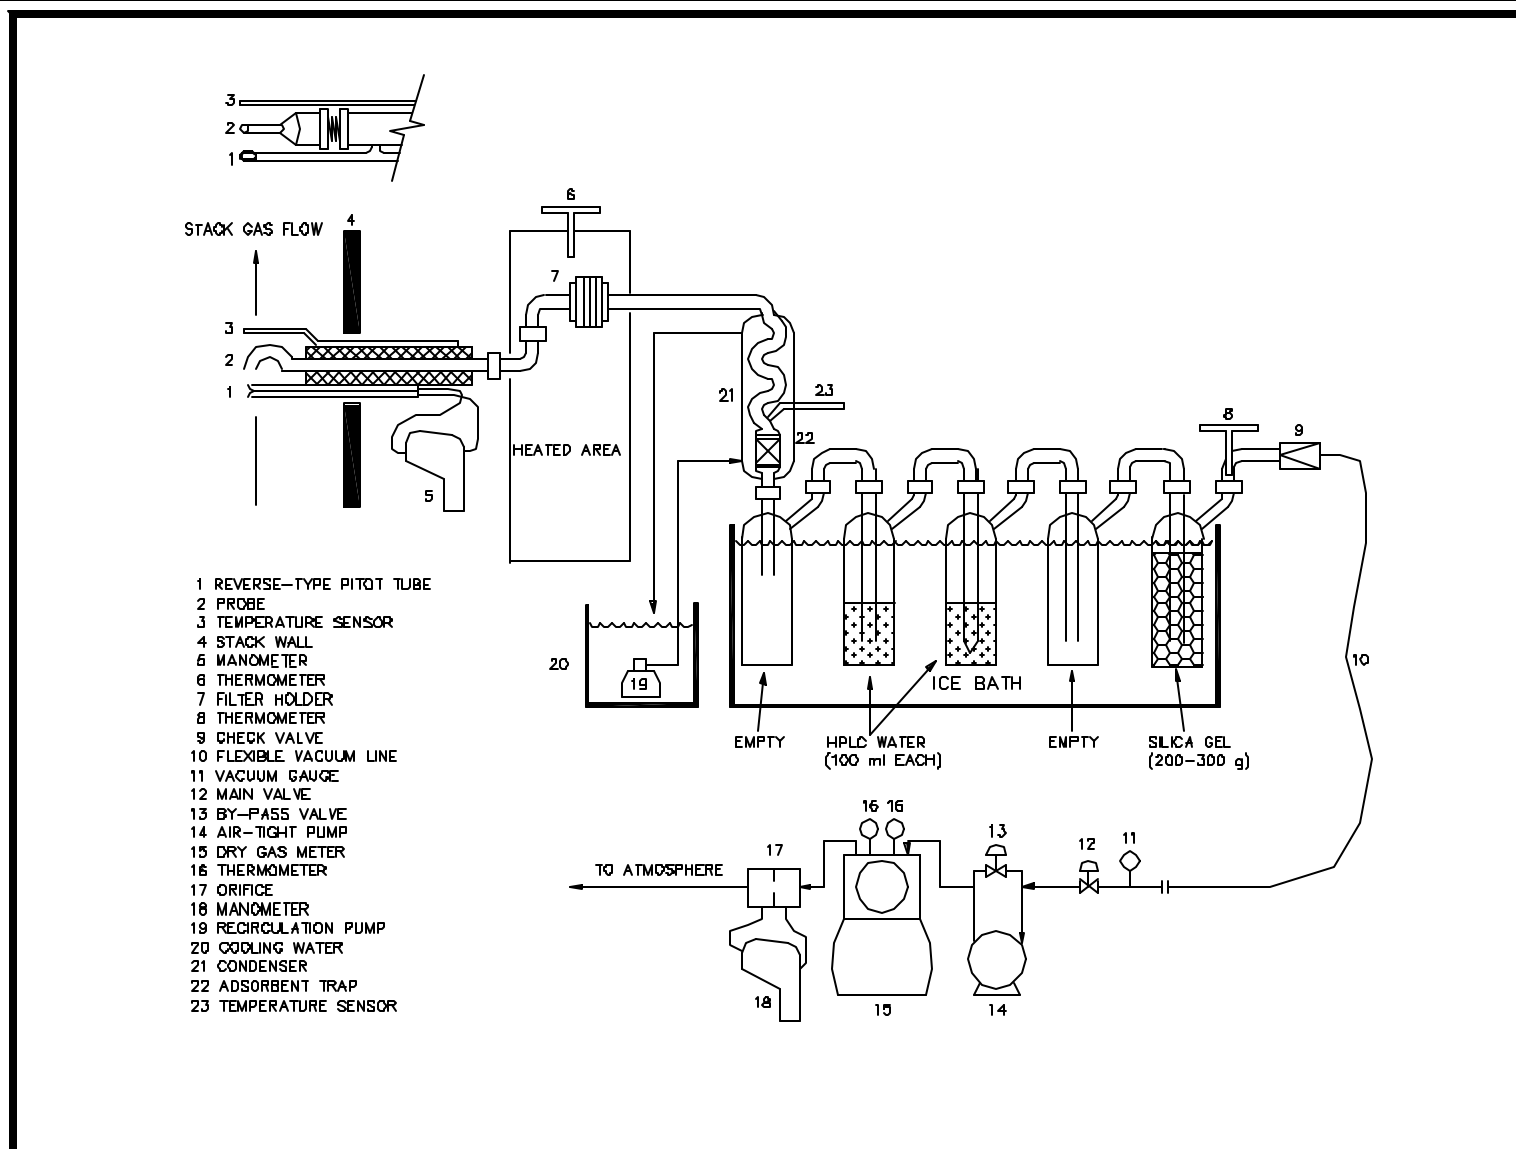 3
2
1
STACK GAS FLOW
4
6
7
3
2
1
5
HEATED AREA
21
23
22
8
9
10
20
19
ICE BATH
EMPTY
HPLC WATER
(100 ml EACH)
EMPTY
SILICA GEL
(200-300 g)
1 REVERSE-TYPE PITOT TUBE
2 PROBE
3 TEMPERATURE SENSOR
4 STACK WALL
5 MANOMETER
6 THERMOMETER
7 FILTER HOLDER
8 THERMOMETER
9 CHECK VALVE
10 FLEXIBLE VACUUM LINE
11 VACUUM GAUGE
12 MAIN VALVE
13 BY-PASS VALVE
14 AIR-TIGHT PUMP
15 DRY GAS METER
16 THERMOMETER
17 ORIFICE
18 MANOMETER
19 RECIRCULATION PUMP
20 COOLING WATER
21 CONDENSER
22 ADSORBENT TRAP
23 TEMPERATURE SENSOR
16 16
17
13
12
11
TO ATMOSPHERE
18
15
14